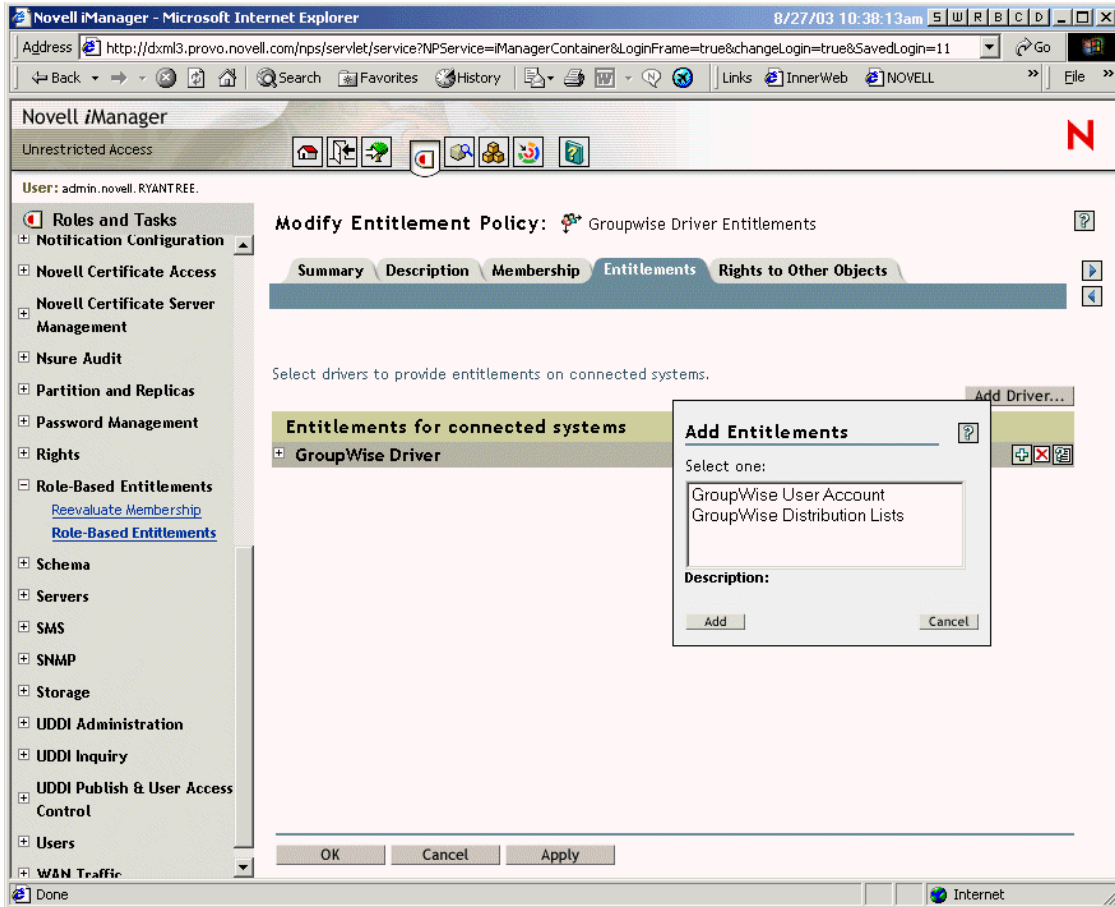 Novell iManager - Microsoft Internet Explorer
8/27/03 10:38:13am S W R B C D
Address http://dxml3.provo.novell.com/nps/servlet/service?NPService=iManagerContainer&LoginFrame=true&changeLogin=true&SavedLogin=11 Go
Back Search Favorites History Links InnerWeb NOVELL » File »
Novell iManager
Unrestricted Access
N
User: admin.novell.RYANTREE.
Roles and Tasks
Notification Configuration
Novell Certificate Access
Novell Certificate Server
Management
Nsure Audit
Partition and Replicas
Password Management
Rights
Role-Based Entitlements
Reevaluate Membership
Role-Based Entitlements
Schema
Servers
SMS
SNMP
Storage
UDDI Administration
UDDI Inquiry
UDDI Publish & User Access
Control
Users
WAN Traffic
Modify Entitlement Policy: Groupwise Driver Entitlements
Summary Description Membership Entitlements Rights to Other Objects
Select drivers to provide entitlements on connected systems.
Add Driver...
Entitlements for connected systems
GroupWise Driver
Add Entitlements
Select one:
GroupWise User Account
GroupWise Distribution Lists
Description:
Add Cancel
OK Cancel Apply
Done Internet